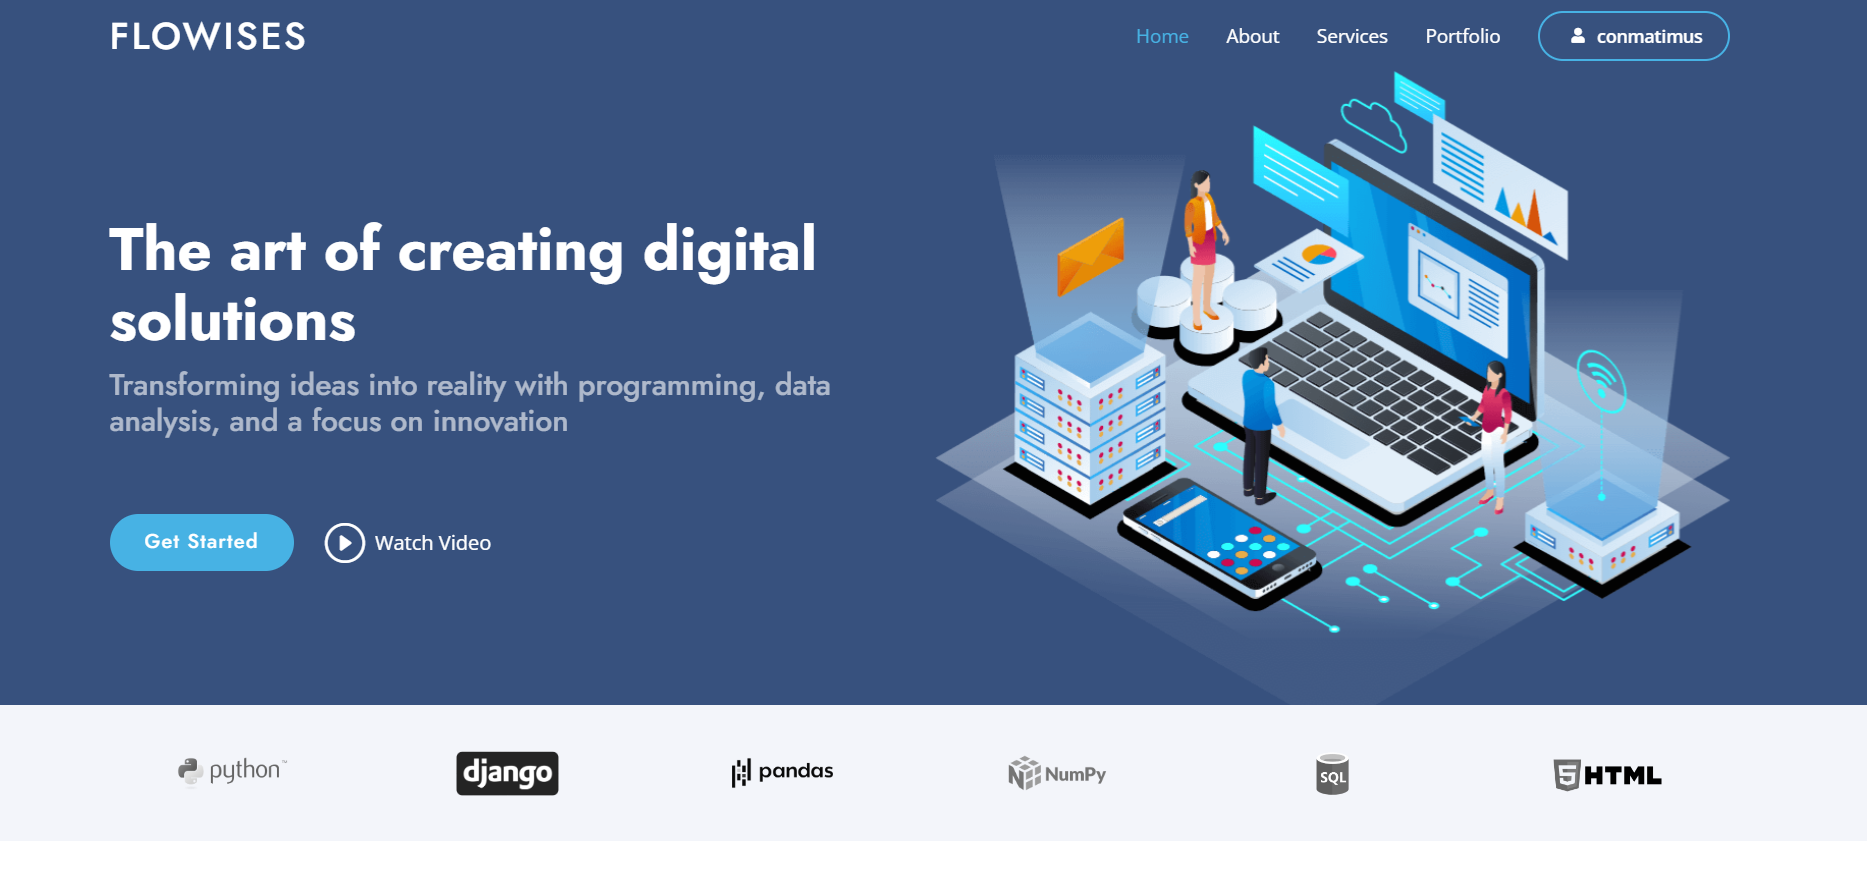 FLOWISES
Home About Services Portfolio conmatimus
The art of creating digital
solutions
Transforming ideas into reality with programming, data
analysis, and a focus on innovation
Get Started Watch Video
python™ django pandas NumPy SQL HTML